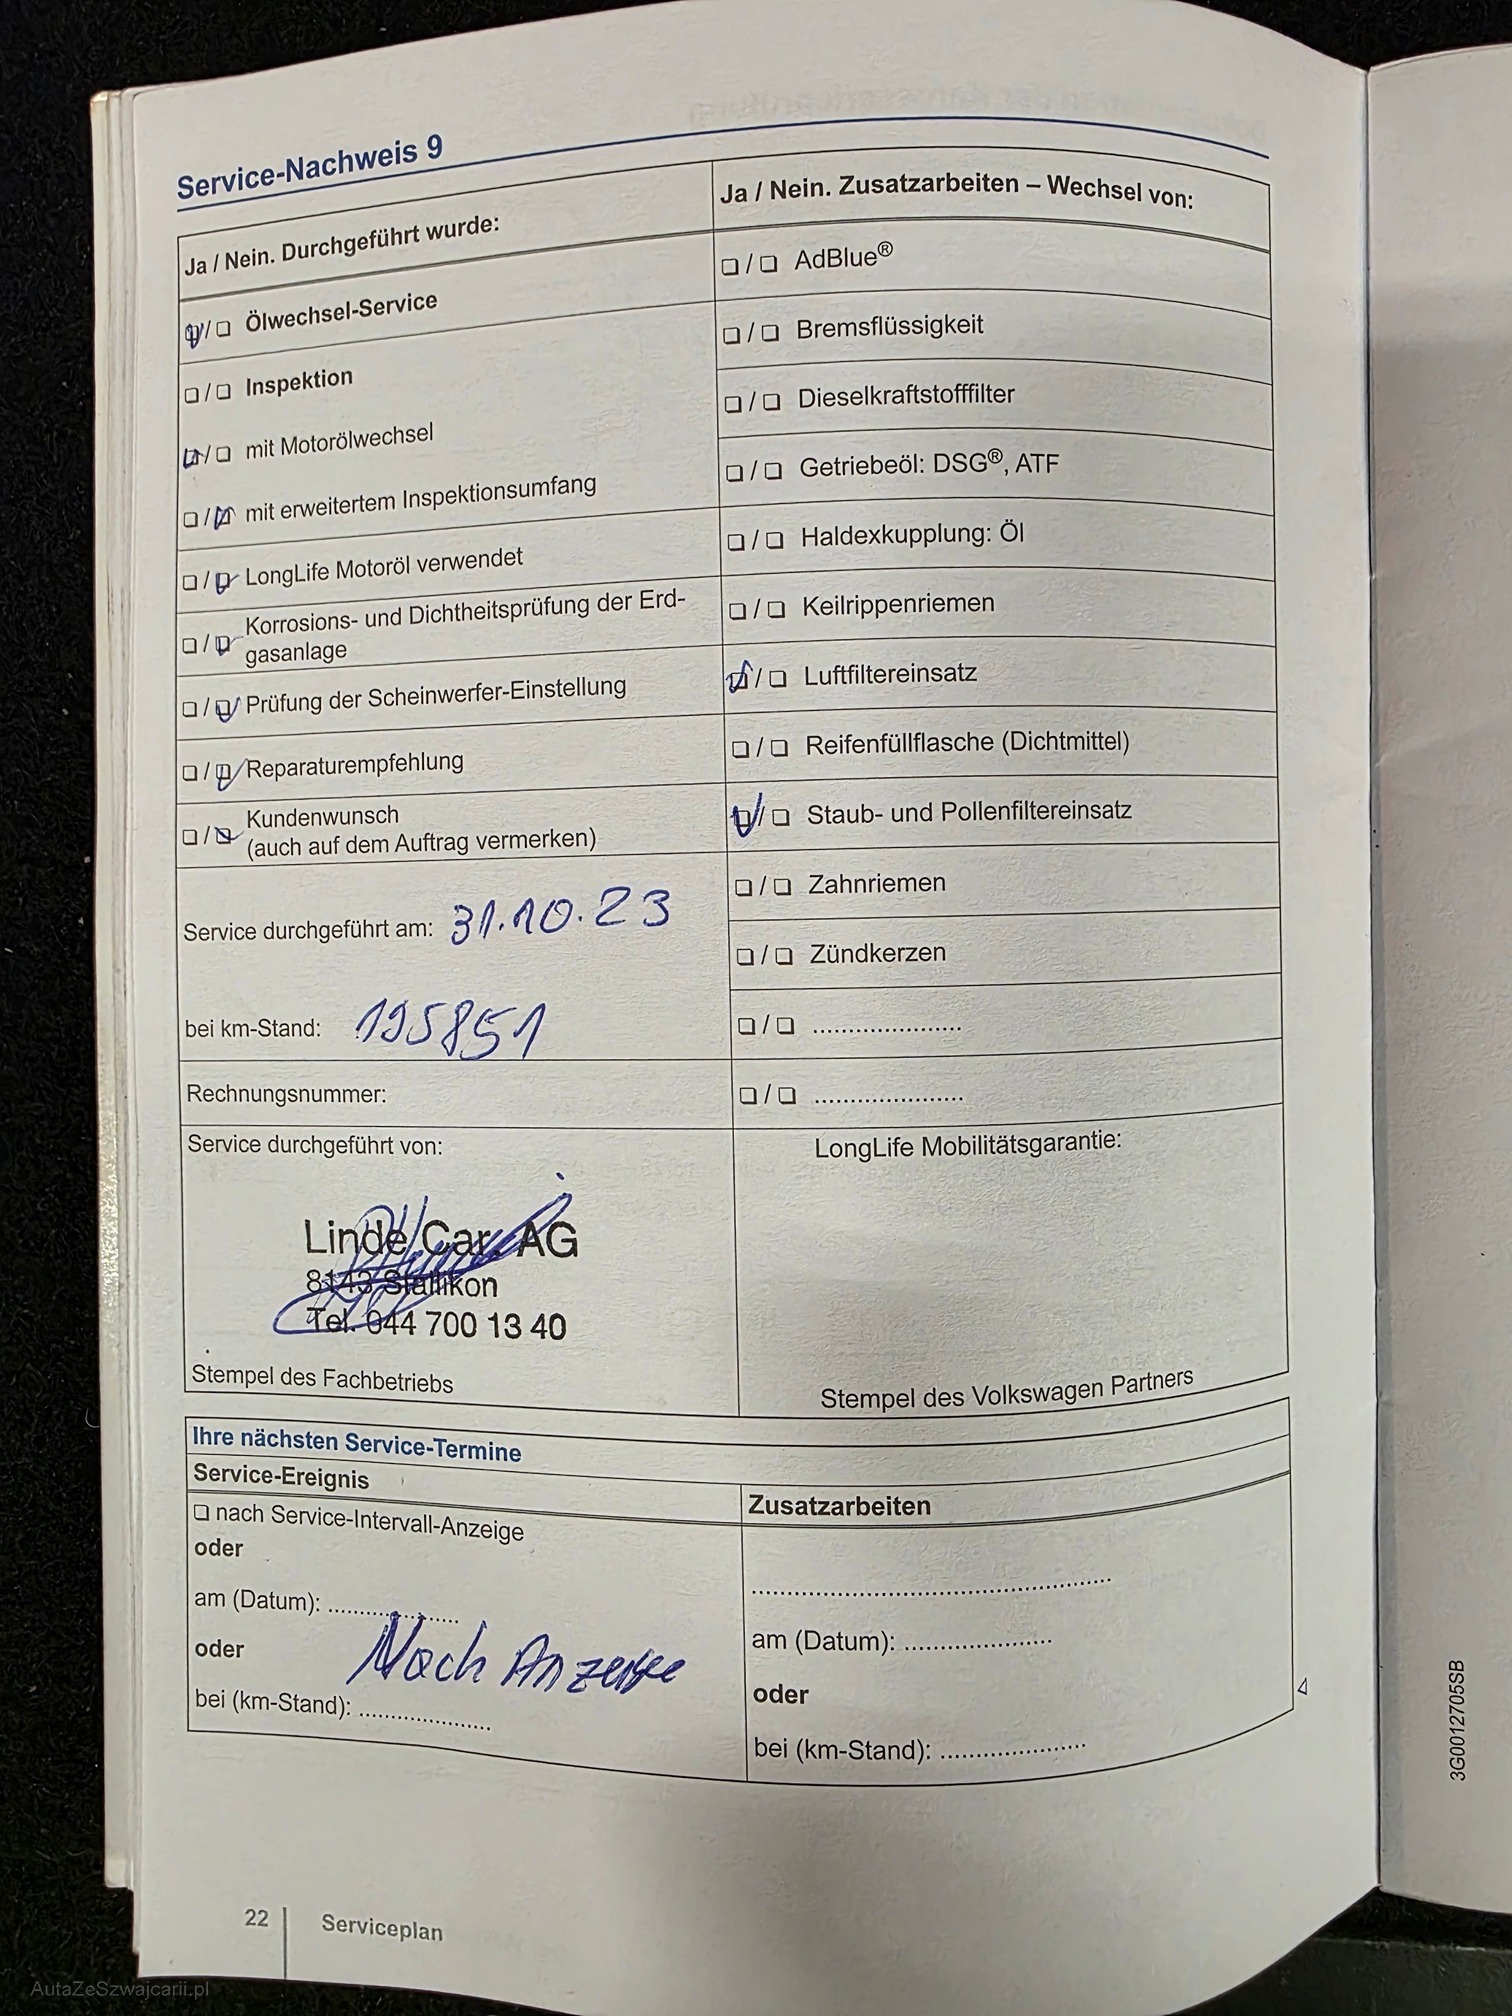 Service-Nachweis 9
Ja / Nein. Durchgeführt wurde:
❏ / ❏ Ölwechsel-Service
❏ / ❏ Inspektion
❏ / ❏ mit Motorölwechsel
❏ / ❏ mit erweitertem Inspektionsumfang
❏ / ❏ LongLife Motoröl verwendet
❏ / ❏ Korrosions- und Dichtheitsprüfung der Erd-
gasanlage
❏ / ❏ Prüfung der Scheinwerfer-Einstellung
❏ / ❏ Reparaturempfehlung
❏ / ❏ Kundenwunsch
(auch auf dem Auftrag vermerken)
Service durchgeführt am: 31.10.23
bei km-Stand: 195851
Rechnungsnummer:
Service durchgeführt von:
Linde Car. AG
8143 Stallikon
Tel. 044 700 13 40
Stempel des Fachbetriebs
Ja / Nein. Zusatzarbeiten – Wechsel von:
❏ / ❏ AdBlue®
❏ / ❏ Bremsflüssigkeit
❏ / ❏ Dieselkraftstofffilter
❏ / ❏ Getriebeöl: DSG®, ATF
❏ / ❏ Haldexkupplung: Öl
❏ / ❏ Keilrippenriemen
❏ / ❏ Luftfiltereinsatz
❏ / ❏ Reifenfüllflasche (Dichtmittel)
❏ / ❏ Staub- und Pollenfiltereinsatz
❏ / ❏ Zahnriemen
❏ / ❏ Zündkerzen
❏ / ❏ ......................
❏ / ❏ ......................
LongLife Mobilitätsgarantie:
Stempel des Volkswagen Partners
Ihre nächsten Service-Termine
Service-Ereignis
❏ nach Service-Intervall-Anzeige
oder
am (Datum): ....................
oder
Nach Anzeige
bei (km-Stand): ....................
Zusatzarbeiten
......................................................
am (Datum): ......................
oder
bei (km-Stand): ......................
22 Serviceplan
3G0012705SB
AutaZeSzwajcarii.pl